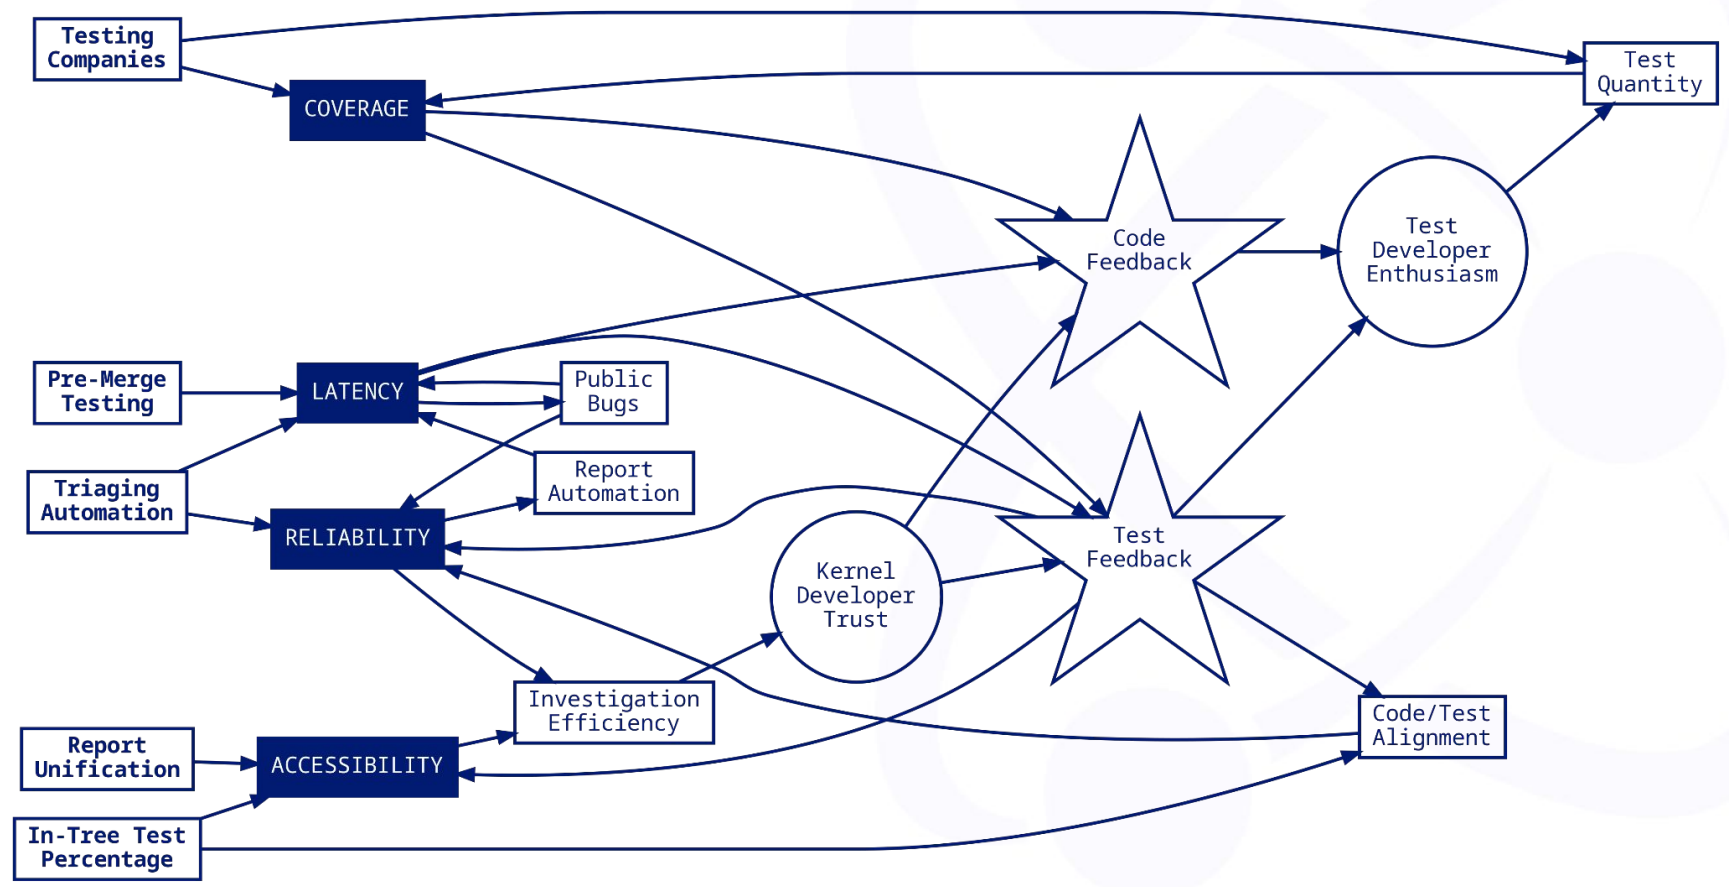 Testing
Companies
Test
Quantity
COVERAGE
Code
Feedback
Test
Developer
Enthusiasm
Pre-Merge
Testing
LATENCY
Public
Bugs
Triaging
Automation
Report
Automation
RELIABILITY
Kernel
Developer
Trust
Test
Feedback
Investigation
Efficiency
Code/Test
Alignment
Report
Unification
ACCESSIBILITY
In-Tree Test
Percentage